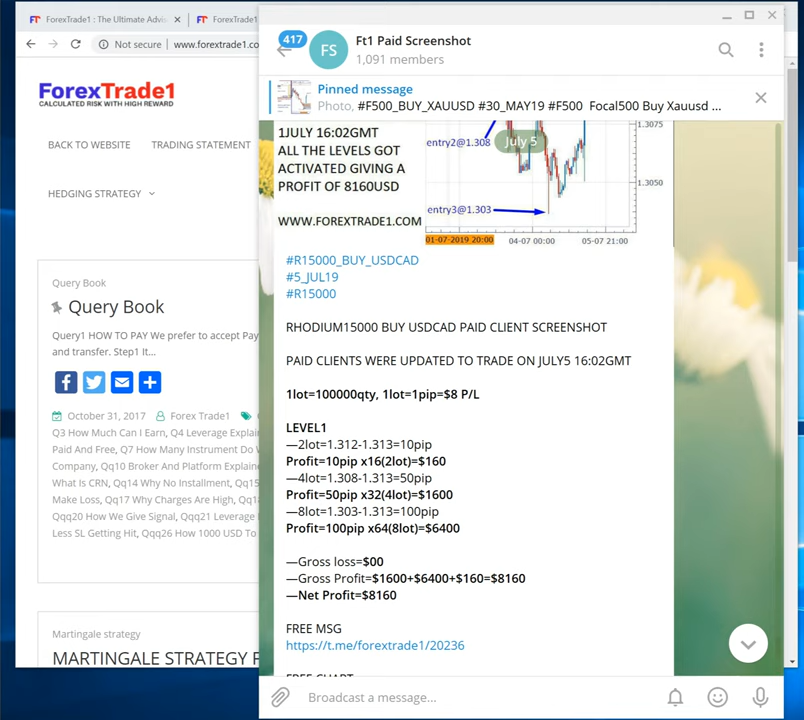 ForexTrade1 : The Ultimate Advis
ForexTrade1
Not secure
www.forextrade1.co
ForexTrade1
CALCULATED RISK WITH HIGH REWARD
BACK TO WEBSITE
TRADING STATEMENT
HEDGING STRATEGY
Query Book
Query Book
Query1 HOW TO PAY We prefer to accept Pay
and transfer. Step1 It...
October 31, 2017
Forex Trade1
Q3 How Much Can I Earn, Q4 Leverage Explain
Paid And Free, Q7 How Many Instrument Do W
Company, Qq10 Broker And Platform Explaine
What Is CRN, Qq14 Why No Installment, Qq15
Make Loss, Qq17 Why Charges Are High, Qq18
Qqq20 How We Give Signal, Qqq21 Leverage
Less SL Getting Hit, Qqq26 How 1000 USD To
Martingale strategy
MARTINGALE STRATEGY F
417
FS
Ft1 Paid Screenshot
1,091 members
Pinned message
Photo, #F500_BUY_XAUUSD #30_MAY19 #F500 Focal500 Buy Xauusd ...
1JULY 16:02GMT
ALL THE LEVELS GOT
ACTIVATED GIVING A
PROFIT OF 8160USD
WWW.FOREXTRADE1.COM
entry2@1.308
July 5
1.3075
1.3050
entry3@1.303
01-07-2019 20:00
04-07 00:00
05-07 21:00
#R15000_BUY_USDCAD
#5_JUL19
#R15000
RHODIUM15000 BUY USDCAD PAID CLIENT SCREENSHOT
PAID CLIENTS WERE UPDATED TO TRADE ON JULY5 16:02GMT
1lot=100000qty, 1lot=1pip=$8 P/L
LEVEL1
—2lot=1.312-1.313=10pip
Profit=10pip x16(2lot)=$160
—4lot=1.308-1.313=50pip
Profit=50pip x32(4lot)=$1600
—8lot=1.303-1.313=100pip
Profit=100pip x64(8lot)=$6400
—Gross loss=$00
—Gross Profit=$1600+$6400+$160=$8160
—Net Profit=$8160
FREE MSG
https://t.me/forextrade1/20236
FREE CHART
Broadcast a message...